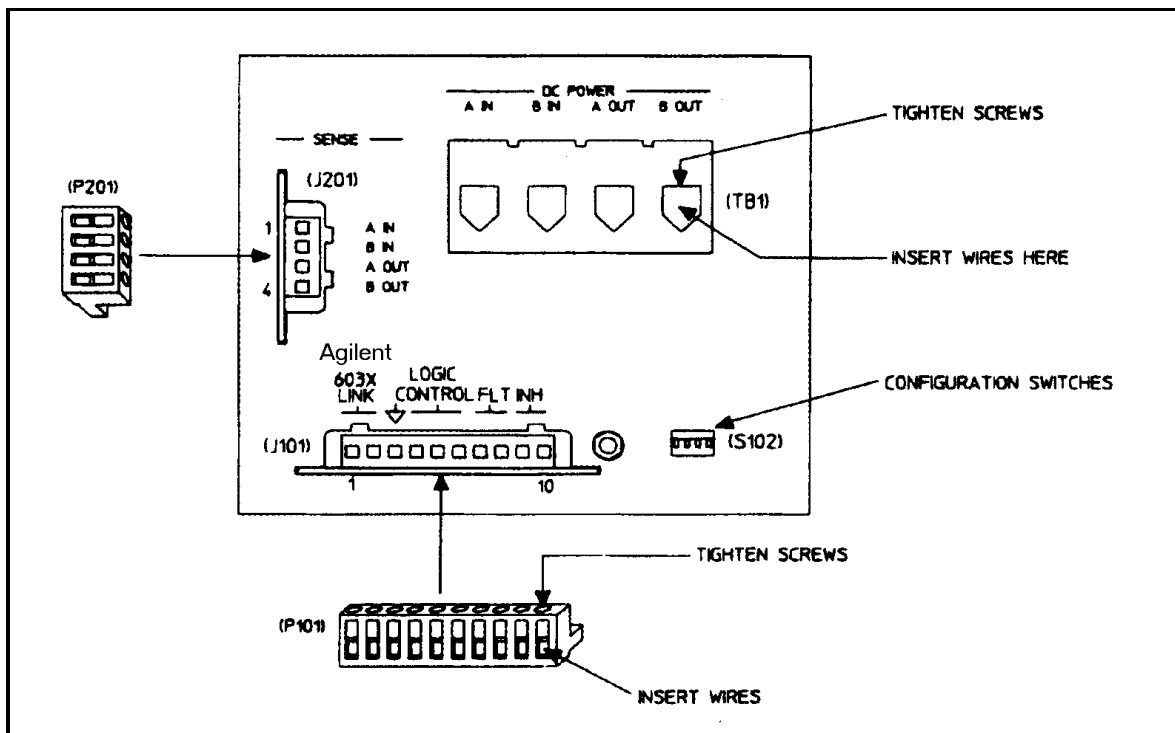 DC POWER
A IN B IN A OUT B OUT
TIGHTEN SCREWS
SENSE
(P201)
(J201)
(TB1)
1
A IN
B IN
A OUT
B OUT
4
INSERT WIRES HERE
Agilent
603X
LINK
LOGIC
CONTROL
FLT
INH
CONFIGURATION SWITCHES
(J101)
(S102)
1
10
TIGHTEN SCREWS
(P101)
INSERT WIRES